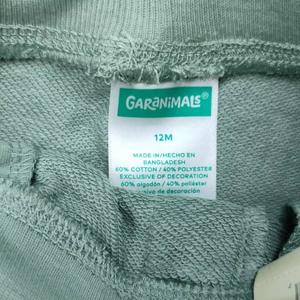 GARANIMALS®
12M
MADE IN/HECHO EN
BANGLADESH
60% COTTON / 40% POLYESTER
EXCLUSIVE OF DECORATION
60% algodón / 40% poliéster
de decoración